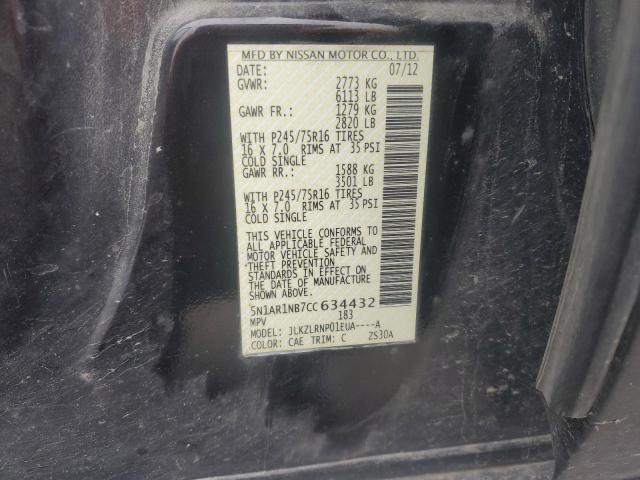 MFD BY NISSAN MOTOR CO., LTD.
DATE: 07/12
GVWR: 2773 KG
6113 LB
GAWR FR.: 1279 KG
2820 LB
WITH P245/75R16 TIRES
16 X 7.0 RIMS AT 35 PSI
COLD SINGLE
GAWR RR.: 1588 KG
3501 LB
WITH P245/75R16 TIRES
16 X 7.0 RIMS AT 35 PSI
COLD SINGLE
THIS VEHICLE CONFORMS TO
ALL APPLICABLE FEDERAL
MOTOR VEHICLE SAFETY AND
THEFT PREVENTION
STANDARDS IN EFFECT ON
THE DATE OF MANUFACTURE
SHOWN ABOVE.
5N1AR1NB7CC634432
MPV 183
MODEL: JLKZLRNP01EUA----A
COLOR: CAE TRIM: C ZS30A